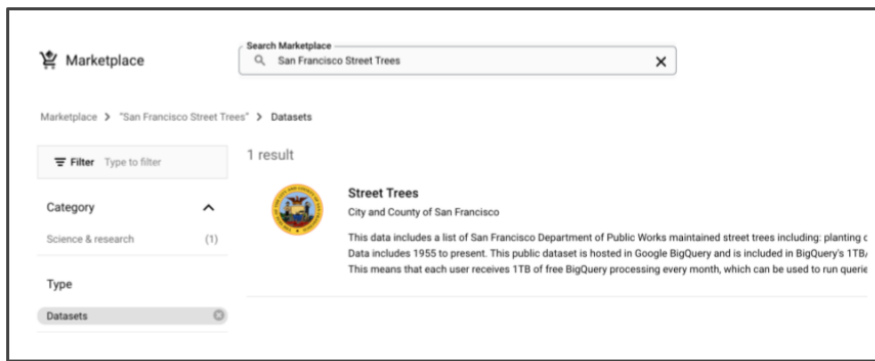 Marketplace
Search Marketplace
San Francisco Street Trees
Marketplace > "San Francisco Street Trees" > Datasets
Filter Type to filter
1 result
Category
Science & research (1)
Type
Datasets
Street Trees
City and County of San Francisco
This data includes a list of San Francisco Department of Public Works maintained street trees including: planting
Data includes 1955 to present. This public dataset is hosted in Google BigQuery and is included in BigQuery's 1TB/
This means that each user receives 1TB of free BigQuery processing every month, which can be used to run querie